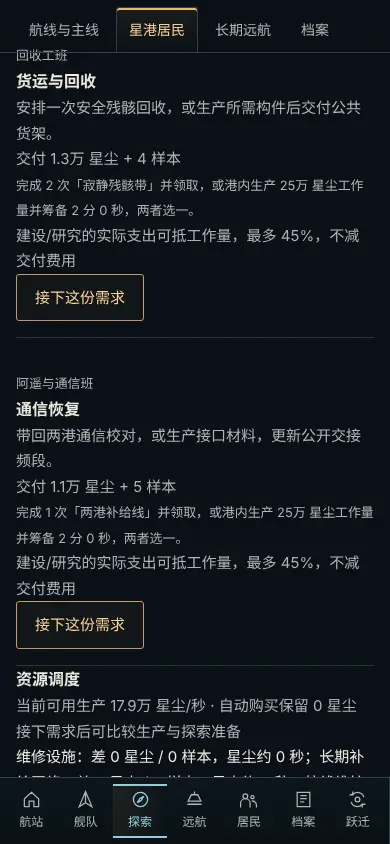 航线与主线
星港居民
长期远航
档案
回收工班
货运与回收
安排一次安全残骸回收，或生产所需构件后交付公共
货架。
交付 1.3万 星尘 + 4 样本
完成 2 次「寂静残骸带」并领取，或港内生产 25万 星尘工作
量并筹备 2 分 0 秒，两者选一。
建设/研究的实际支出可抵工作量，最多 45%，不减
交付费用
接下这份需求
阿遥与通信班
通信恢复
带回两港通信校对，或生产接口材料，更新公开交接
频段。
交付 1.1万 星尘 + 5 样本
完成 1 次「两港补给线」并领取，或港内生产 25万 星尘工作量
并筹备 2 分 0 秒，两者选一。
建设/研究的实际支出可抵工作量，最多 45%，不减
交付费用
接下这份需求
资源调度
当前可用生产 17.9万 星尘/秒 · 自动购买保留 0 星尘
接下需求后可比较生产与探索准备
维修设施：差 0 星尘 / 0 样本，星尘约 0 秒；长期补
航站
舰队
探索
远航
居民
档案
跃迁